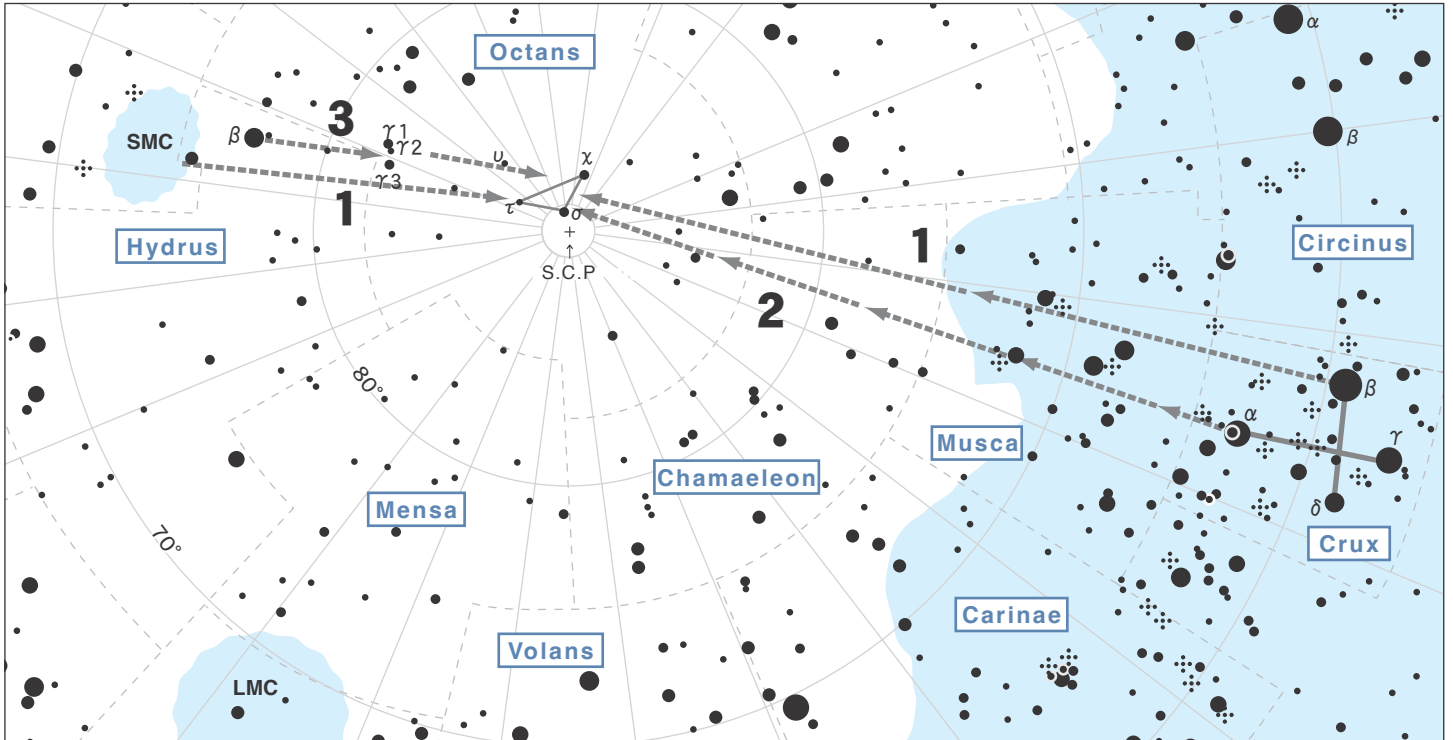 α
Octans
3
γ1
SMC
β
β
γ2
υ
χ
γ3
1
τ
σ
+
1
Hydrus
Circinus
S.C.P
2
80°
β
α
Musca
γ
Chamaeleon
Mensa
δ
70°
Crux
Carinae
Volans
LMC